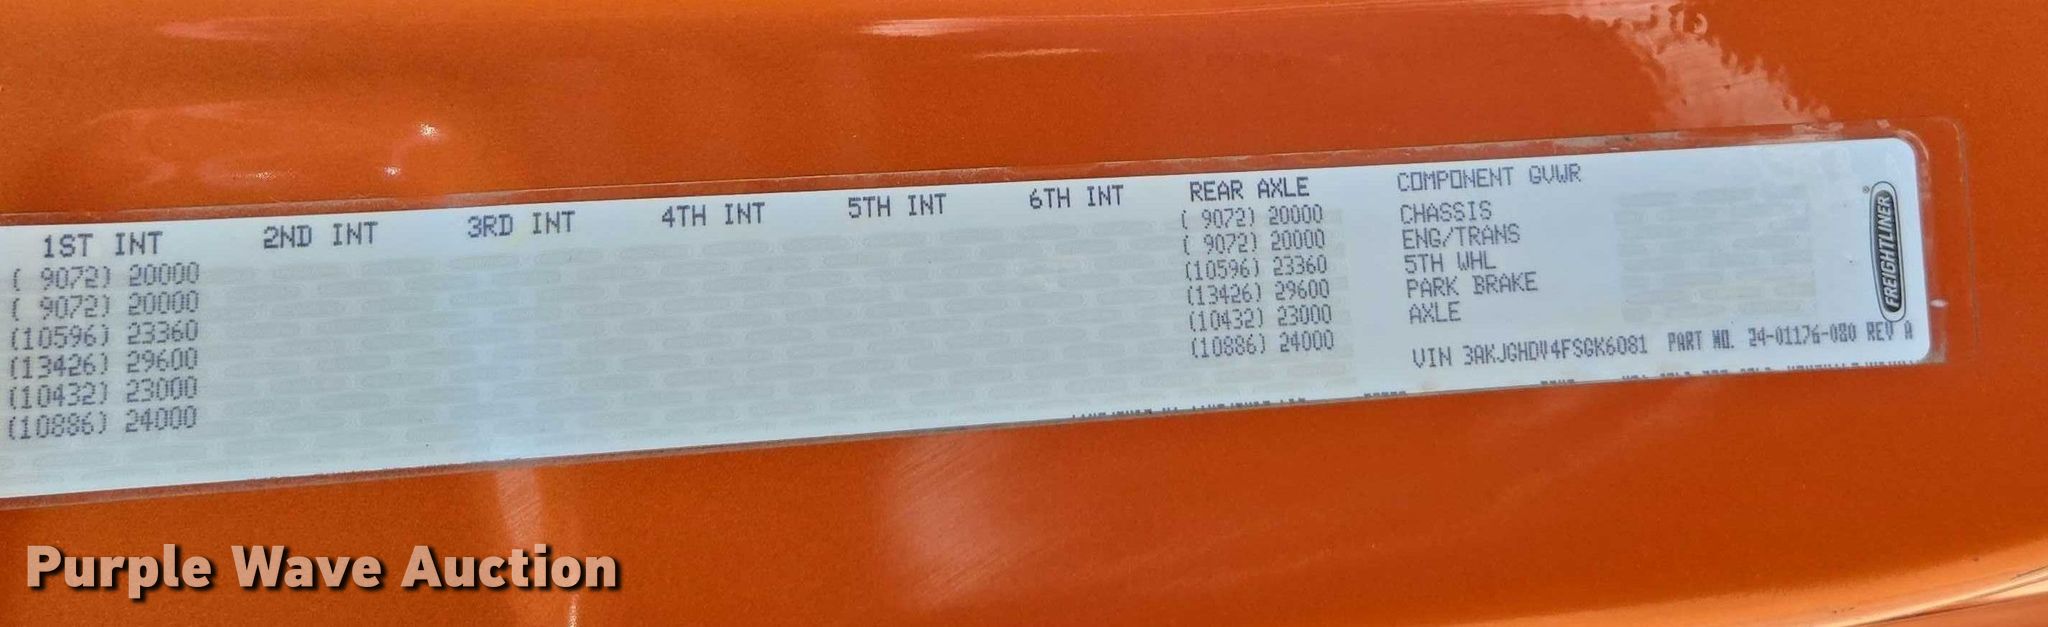 1ST INT 2ND INT 3RD INT 4TH INT 5TH INT 6TH INT REAR AXLE COMPONENT GVWR
( 9072) 20000 ( 9072) 20000 CHASSIS
( 9072) 20000 ( 9072) 20000 ENG/TRANS
(10596) 23360 (10596) 23360 5TH WHL
(13426) 29600 (13426) 29600 PARK BRAKE
(10432) 23000 (10432) 23000 AXLE
(10886) 24000 (10886) 24000
VIN 3AKJGHDV4FSGK6081 PART NO. 24-01176-080 REV A
FREIGHTLINER®
Purple Wave Auction